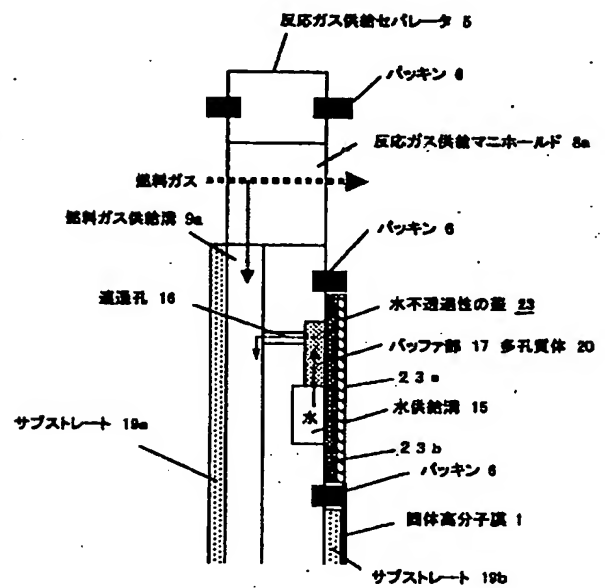 反応ガス供給セパレータ 5
パッキン 6
反応ガス供給マニホールド 8a
燃料ガス
燃料ガス供給溝 9a
パッキン 6
連通孔 16
水不透過性の蓋 23
バッファ部 17 多孔質体 20
23a
水供給溝 15
水
サブストレート 19a
23b
パッキン 6
固体高分子膜 1
サブストレート 19b